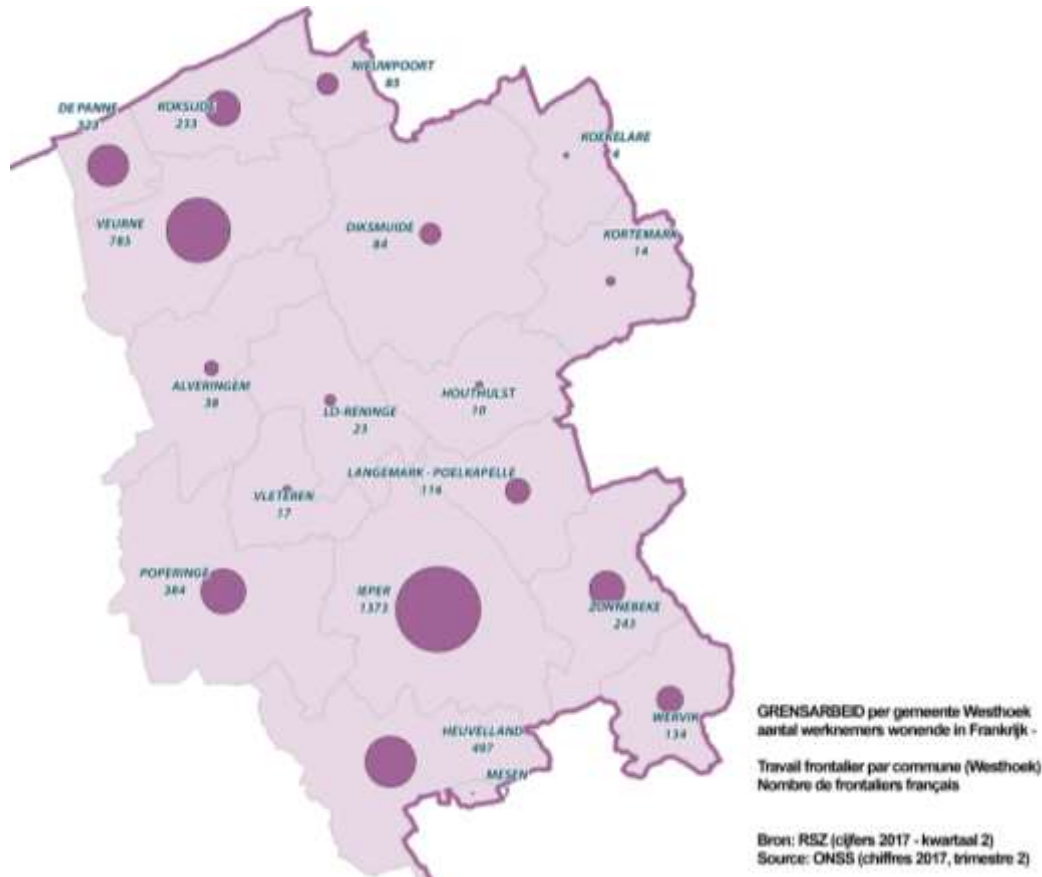 NIEUWPOORT
85
DE PANNE
323
KOKSIJDE
233
KOEKELARE
4
VEURNE
785
DIKSMUIDE
84
KORTEMARK
14
ALVERINGEM
38
LO-RENINGE
23
HOUTHULST
10
LANGEMARK - POELKAPELLE
116
VLETEREN
17
POPERINGE
384
IEPER
1373
ZONNEBEKE
243
WERVIK
134
HEUVELLAND
497
MESEN
GRENSARBEID per gemeente Westhoek
aantal werknemers wonende in Frankrijk -
Travail frontalier par commune (Westhoek)
Nombre de frontaliers français
Bron: RSZ (cijfers 2017 - kwartaal 2)
Source: ONSS (chiffres 2017, trimestre 2)